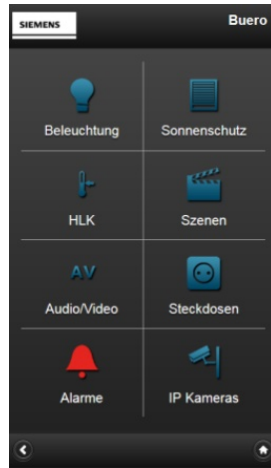 SIEMENS
Buero
Beleuchtung
Sonnenschutz
HLK
Szenen
AV
Audio/Video
Steckdosen
Alarme
IP Kameras